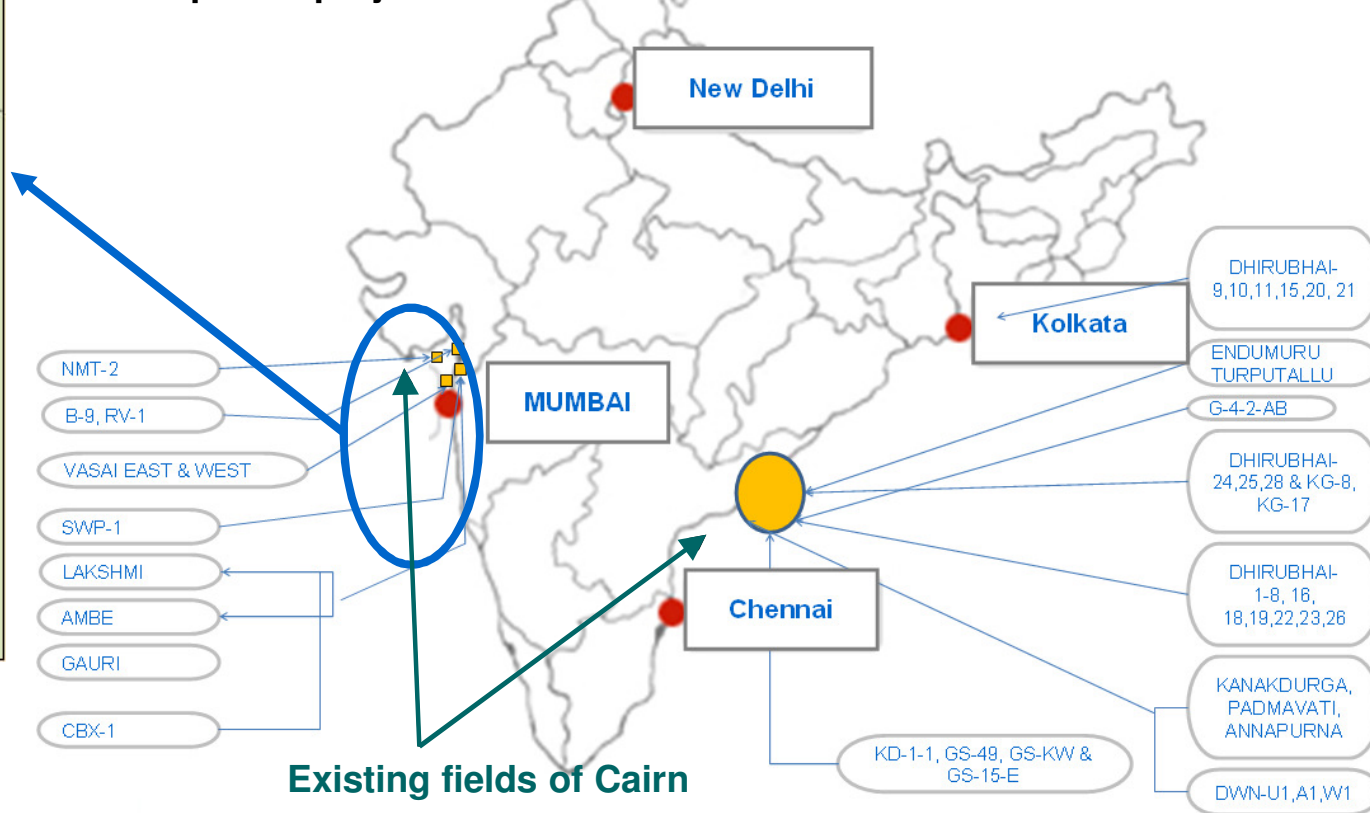 New Delhi
Kolkata
MUMBAI
Chennai
NMT-2
B-9, RV-1
VASAI EAST & WEST
SWP-1
LAKSHMI
AMBE
GAURI
CBX-1
DHIRUBHAI-
9,10,11,15,20, 21
ENDUMURU
TURPUTALLU
G-4-2-AB
DHIRUBHAI-
24,25,28 & KG-8,
KG-17
DHIRUBHAI-
1-8, 16,
18,19,22,23,26
KANAKDURGA,
PADMAVATI,
ANNAPURNA
DWN-U1,A1,W1
KD-1-1, GS-49, GS-KW &
GS-15-E
Existing fields of Cairn